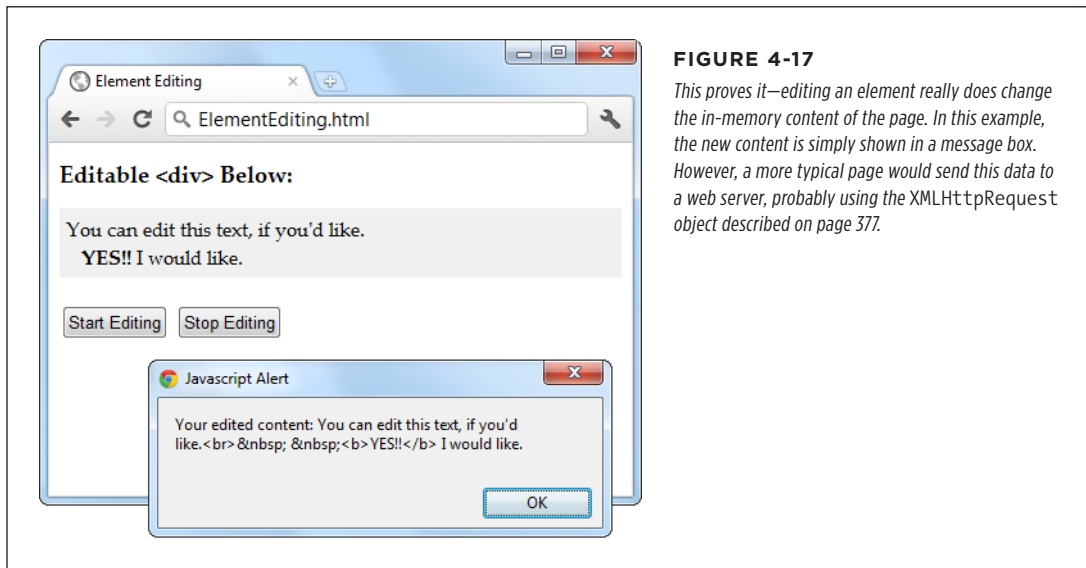 Element Editing
ElementEditing.html
Editable <div> Below:
You can edit this text, if you'd like.
YES!! I would like.
Start Editing Stop Editing
Javascript Alert
Your edited content: You can edit this text, if you'd
like.<br>&nbsp; &nbsp;<b>YES!!</b> I would like.
OK
FIGURE 4-17
This proves it—editing an element really does change
the in-memory content of the page. In this example,
the new content is simply shown in a message box.
However, a more typical page would send this data to
a web server, probably using the XMLHttpRequest
object described on page 377.